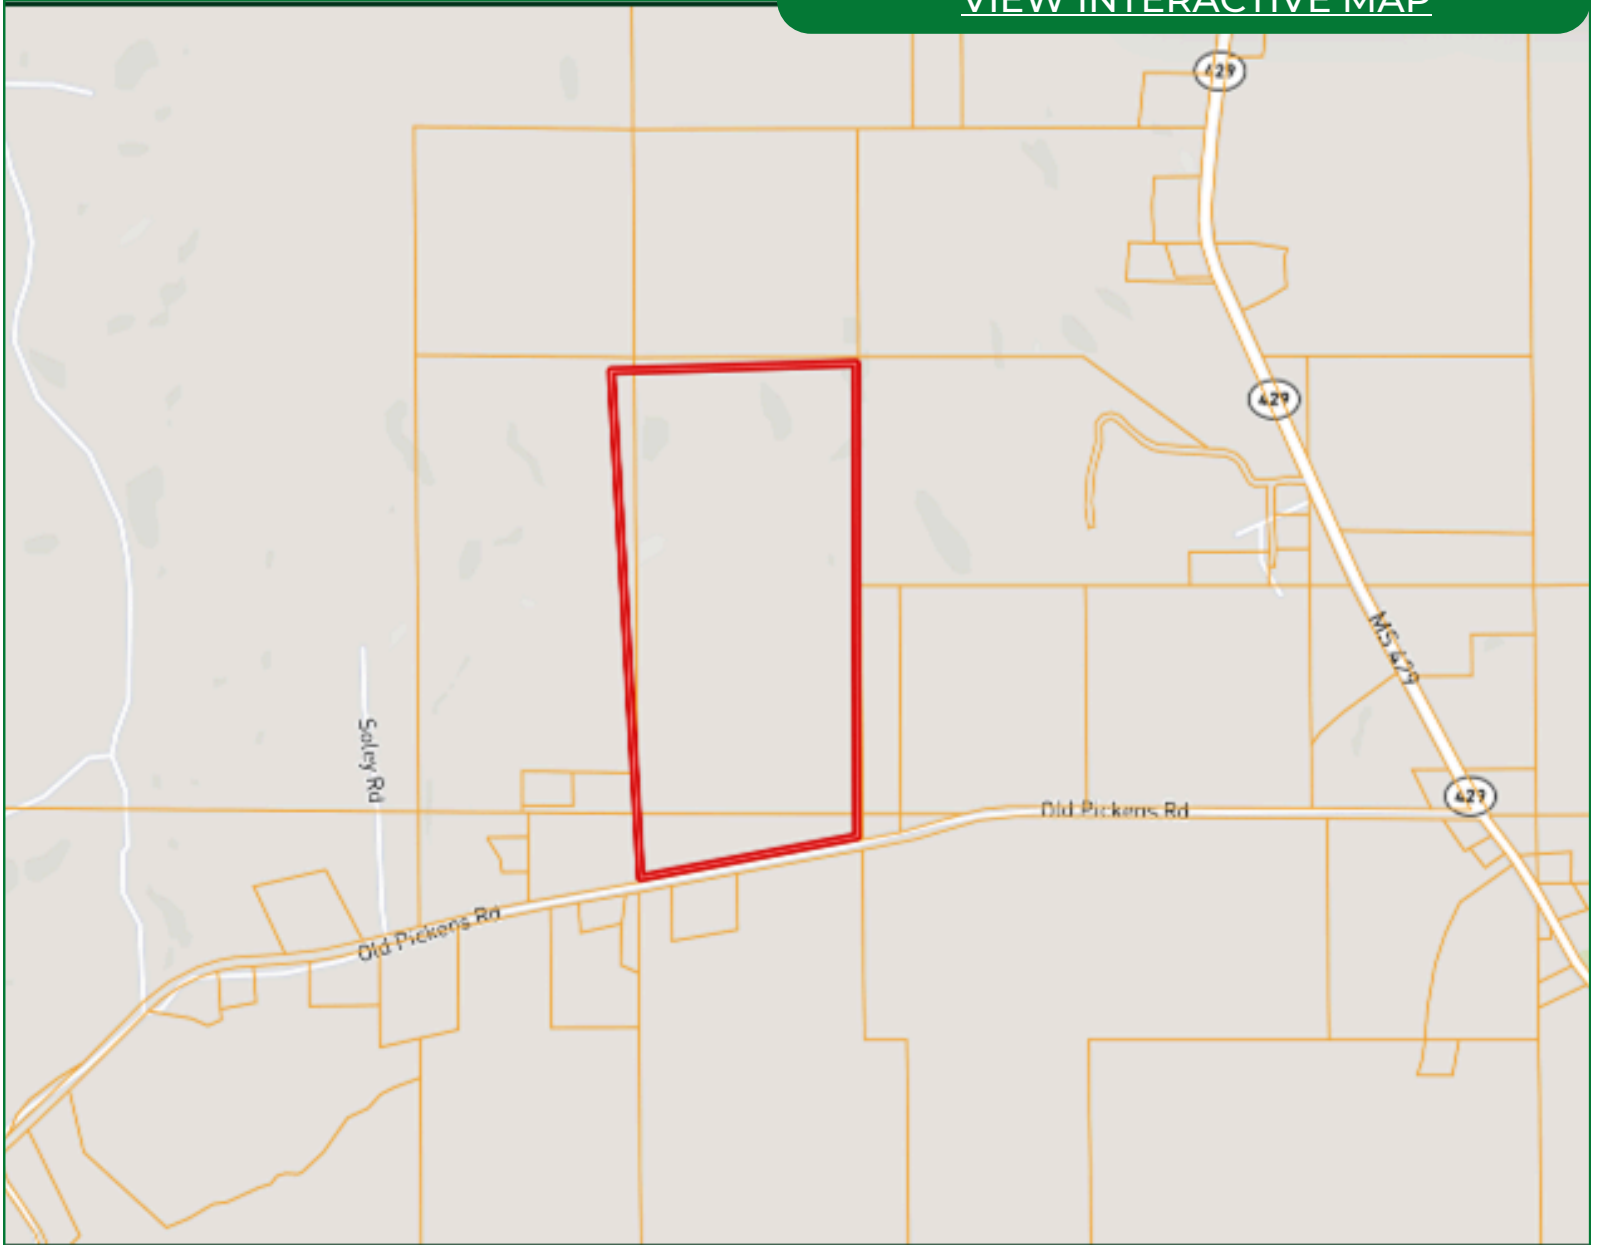 VIEW INTERACTIVE MAP
429
429
MS 429
Soley Rd
429
Old Pickens Rd
Old Pickens Rd